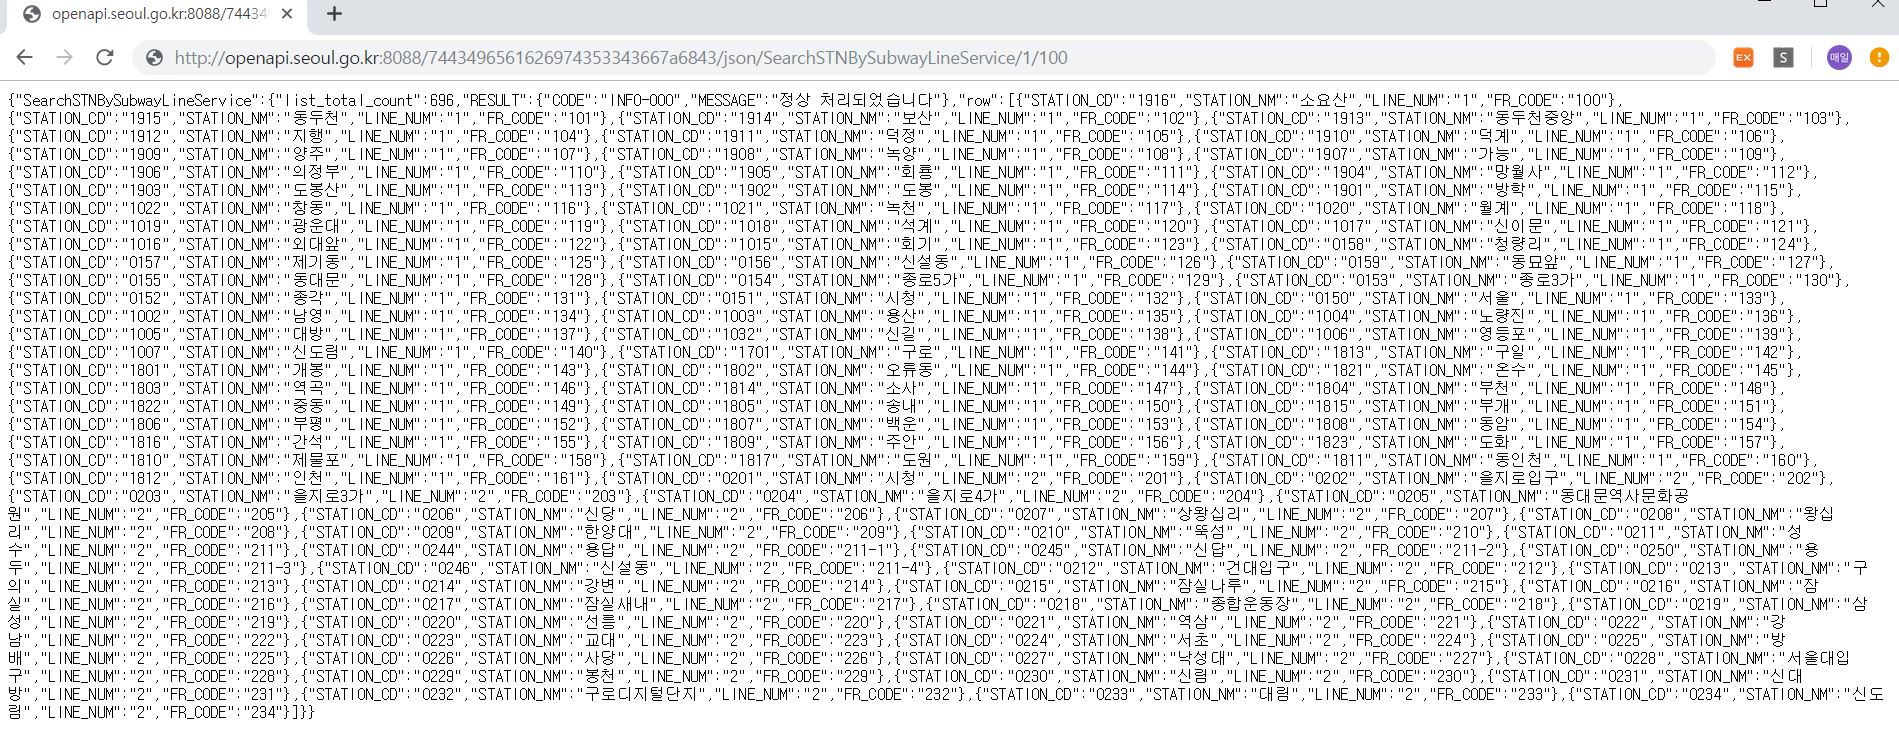 openapi.seoul.go.kr:8088/74434
http://openapi.seoul.go.kr:8088/7443496561626974353343667a6843/json/SearchSTNBySubwayLineService/1/100
EX
S
매일
{"SearchSTNBySubwayLineService":{"list_total_count":696,"RESULT":{"CODE":"INFO-000","MESSAGE":"정상 처리되었습니다"},"row":[{"STATION_CD":"1916","STATION_NM":"소요산","LINE_NUM":"1","FR_CODE":"100"},
{"STATION_CD":"1915","STATION_NM":"동두천","LINE_NUM":"1","FR_CODE":"101"},{"STATION_CD":"1914","STATION_NM":"보산","LINE_NUM":"1","FR_CODE":"102"},{"STATION_CD":"1913","STATION_NM":"동두천중앙","LINE_NUM":"1","FR_CODE":"103"},
{"STATION_CD":"1912","STATION_NM":"지행","LINE_NUM":"1","FR_CODE":"104"},{"STATION_CD":"1911","STATION_NM":"덕정","LINE_NUM":"1","FR_CODE":"105"},{"STATION_CD":"1910","STATION_NM":"덕계","LINE_NUM":"1","FR_CODE":"106"},
{"STATION_CD":"1909","STATION_NM":"양주","LINE_NUM":"1","FR_CODE":"107"},{"STATION_CD":"1908","STATION_NM":"녹양","LINE_NUM":"1","FR_CODE":"108"},{"STATION_CD":"1907","STATION_NM":"가능","LINE_NUM":"1","FR_CODE":"109"},
{"STATION_CD":"1906","STATION_NM":"의정부","LINE_NUM":"1","FR_CODE":"110"},{"STATION_CD":"1905","STATION_NM":"회룡","LINE_NUM":"1","FR_CODE":"111"},{"STATION_CD":"1904","STATION_NM":"망월사","LINE_NUM":"1","FR_CODE":"112"},
{"STATION_CD":"1903","STATION_NM":"도봉산","LINE_NUM":"1","FR_CODE":"113"},{"STATION_CD":"1902","STATION_NM":"도봉","LINE_NUM":"1","FR_CODE":"114"},{"STATION_CD":"1901","STATION_NM":"방학","LINE_NUM":"1","FR_CODE":"115"},
{"STATION_CD":"1022","STATION_NM":"창동","LINE_NUM":"1","FR_CODE":"116"},{"STATION_CD":"1021","STATION_NM":"녹천","LINE_NUM":"1","FR_CODE":"117"},{"STATION_CD":"1020","STATION_NM":"월계","LINE_NUM":"1","FR_CODE":"118"},
{"STATION_CD":"1019","STATION_NM":"광운대","LINE_NUM":"1","FR_CODE":"119"},{"STATION_CD":"1018","STATION_NM":"석계","LINE_NUM":"1","FR_CODE":"120"},{"STATION_CD":"1017","STATION_NM":"신이문","LINE_NUM":"1","FR_CODE":"121"},
{"STATION_CD":"1016","STATION_NM":"외대앞","LINE_NUM":"1","FR_CODE":"122"},{"STATION_CD":"1015","STATION_NM":"회기","LINE_NUM":"1","FR_CODE":"123"},{"STATION_CD":"0158","STATION_NM":"청량리","LINE_NUM":"1","FR_CODE":"124"},
{"STATION_CD":"0157","STATION_NM":"제기동","LINE_NUM":"1","FR_CODE":"125"},{"STATION_CD":"0156","STATION_NM":"신설동","LINE_NUM":"1","FR_CODE":"126"},{"STATION_CD":"0159","STATION_NM":"동묘앞","LINE_NUM":"1","FR_CODE":"127"},
{"STATION_CD":"0155","STATION_NM":"동대문","LINE_NUM":"1","FR_CODE":"128"},{"STATION_CD":"0154","STATION_NM":"종로5가","LINE_NUM":"1","FR_CODE":"129"},{"STATION_CD":"0153","STATION_NM":"종로3가","LINE_NUM":"1","FR_CODE":"130"},
{"STATION_CD":"0152","STATION_NM":"종각","LINE_NUM":"1","FR_CODE":"131"},{"STATION_CD":"0151","STATION_NM":"시청","LINE_NUM":"1","FR_CODE":"132"},{"STATION_CD":"0150","STATION_NM":"서울","LINE_NUM":"1","FR_CODE":"133"},
{"STATION_CD":"1002","STATION_NM":"남영","LINE_NUM":"1","FR_CODE":"134"},{"STATION_CD":"1003","STATION_NM":"용산","LINE_NUM":"1","FR_CODE":"135"},{"STATION_CD":"1004","STATION_NM":"노량진","LINE_NUM":"1","FR_CODE":"136"},
{"STATION_CD":"1005","STATION_NM":"대방","LINE_NUM":"1","FR_CODE":"137"},{"STATION_CD":"1032","STATION_NM":"신길","LINE_NUM":"1","FR_CODE":"138"},{"STATION_CD":"1006","STATION_NM":"영등포","LINE_NUM":"1","FR_CODE":"139"},
{"STATION_CD":"1007","STATION_NM":"신도림","LINE_NUM":"1","FR_CODE":"140"},{"STATION_CD":"1701","STATION_NM":"구로","LINE_NUM":"1","FR_CODE":"141"},{"STATION_CD":"1813","STATION_NM":"구일","LINE_NUM":"1","FR_CODE":"142"},
{"STATION_CD":"1801","STATION_NM":"개봉","LINE_NUM":"1","FR_CODE":"143"},{"STATION_CD":"1802","STATION_NM":"오류동","LINE_NUM":"1","FR_CODE":"144"},{"STATION_CD":"1821","STATION_NM":"온수","LINE_NUM":"1","FR_CODE":"145"},
{"STATION_CD":"1803","STATION_NM":"역곡","LINE_NUM":"1","FR_CODE":"146"},{"STATION_CD":"1814","STATION_NM":"소사","LINE_NUM":"1","FR_CODE":"147"},{"STATION_CD":"1804","STATION_NM":"부천","LINE_NUM":"1","FR_CODE":"148"},
{"STATION_CD":"1822","STATION_NM":"중동","LINE_NUM":"1","FR_CODE":"149"},{"STATION_CD":"1805","STATION_NM":"송내","LINE_NUM":"1","FR_CODE":"150"},{"STATION_CD":"1815","STATION_NM":"부개","LINE_NUM":"1","FR_CODE":"151"},
{"STATION_CD":"1806","STATION_NM":"부평","LINE_NUM":"1","FR_CODE":"152"},{"STATION_CD":"1807","STATION_NM":"백운","LINE_NUM":"1","FR_CODE":"153"},{"STATION_CD":"1808","STATION_NM":"동암","LINE_NUM":"1","FR_CODE":"154"},
{"STATION_CD":"1816","STATION_NM":"간석","LINE_NUM":"1","FR_CODE":"155"},{"STATION_CD":"1809","STATION_NM":"주안","LINE_NUM":"1","FR_CODE":"156"},{"STATION_CD":"1823","STATION_NM":"도화","LINE_NUM":"1","FR_CODE":"157"},
{"STATION_CD":"1810","STATION_NM":"제물포","LINE_NUM":"1","FR_CODE":"158"},{"STATION_CD":"1817","STATION_NM":"도원","LINE_NUM":"1","FR_CODE":"159"},{"STATION_CD":"1811","STATION_NM":"동인천","LINE_NUM":"1","FR_CODE":"160"},
{"STATION_CD":"1812","STATION_NM":"인천","LINE_NUM":"1","FR_CODE":"161"},{"STATION_CD":"0201","STATION_NM":"시청","LINE_NUM":"2","FR_CODE":"201"},{"STATION_CD":"0202","STATION_NM":"을지로입구","LINE_NUM":"2","FR_CODE":"202"},
{"STATION_CD":"0203","STATION_NM":"을지로3가","LINE_NUM":"2","FR_CODE":"203"},{"STATION_CD":"0204","STATION_NM":"을지로4가","LINE_NUM":"2","FR_CODE":"204"},{"STATION_CD":"0205","STATION_NM":"동대문역사문화공
원","LINE_NUM":"2","FR_CODE":"205"},{"STATION_CD":"0206","STATION_NM":"신당","LINE_NUM":"2","FR_CODE":"206"},{"STATION_CD":"0207","STATION_NM":"상왕십리","LINE_NUM":"2","FR_CODE":"207"},{"STATION_CD":"0208","STATION_NM":"왕십
리","LINE_NUM":"2","FR_CODE":"208"},{"STATION_CD":"0209","STATION_NM":"한양대","LINE_NUM":"2","FR_CODE":"209"},{"STATION_CD":"0210","STATION_NM":"뚝섬","LINE_NUM":"2","FR_CODE":"210"},{"STATION_CD":"0211","STATION_NM":"성
수","LINE_NUM":"2","FR_CODE":"211"},{"STATION_CD":"0244","STATION_NM":"용답","LINE_NUM":"2","FR_CODE":"211-1"},{"STATION_CD":"0245","STATION_NM":"신답","LINE_NUM":"2","FR_CODE":"211-2"},{"STATION_CD":"0250","STATION_NM":"용
두","LINE_NUM":"2","FR_CODE":"211-3"},{"STATION_CD":"0246","STATION_NM":"신설동","LINE_NUM":"2","FR_CODE":"211-4"},{"STATION_CD":"0212","STATION_NM":"건대입구","LINE_NUM":"2","FR_CODE":"212"},{"STATION_CD":"0213","STATION_NM":"구
의","LINE_NUM":"2","FR_CODE":"213"},{"STATION_CD":"0214","STATION_NM":"강변","LINE_NUM":"2","FR_CODE":"214"},{"STATION_CD":"0215","STATION_NM":"잠실나루","LINE_NUM":"2","FR_CODE":"215"},{"STATION_CD":"0216","STATION_NM":"잠
실","LINE_NUM":"2","FR_CODE":"216"},{"STATION_CD":"0217","STATION_NM":"잠실새내","LINE_NUM":"2","FR_CODE":"217"},{"STATION_CD":"0218","STATION_NM":"종합운동장","LINE_NUM":"2","FR_CODE":"218"},{"STATION_CD":"0219","STATION_NM":"삼
성","LINE_NUM":"2","FR_CODE":"219"},{"STATION_CD":"0220","STATION_NM":"선릉","LINE_NUM":"2","FR_CODE":"220"},{"STATION_CD":"0221","STATION_NM":"역삼","LINE_NUM":"2","FR_CODE":"221"},{"STATION_CD":"0222","STATION_NM":"강
남","LINE_NUM":"2","FR_CODE":"222"},{"STATION_CD":"0223","STATION_NM":"교대","LINE_NUM":"2","FR_CODE":"223"},{"STATION_CD":"0224","STATION_NM":"서초","LINE_NUM":"2","FR_CODE":"224"},{"STATION_CD":"0225","STATION_NM":"방
배","LINE_NUM":"2","FR_CODE":"225"},{"STATION_CD":"0226","STATION_NM":"사당","LINE_NUM":"2","FR_CODE":"226"},{"STATION_CD":"0227","STATION_NM":"낙성대","LINE_NUM":"2","FR_CODE":"227"},{"STATION_CD":"0228","STATION_NM":"서울대입
구","LINE_NUM":"2","FR_CODE":"228"},{"STATION_CD":"0229","STATION_NM":"봉천","LINE_NUM":"2","FR_CODE":"229"},{"STATION_CD":"0230","STATION_NM":"신림","LINE_NUM":"2","FR_CODE":"230"},{"STATION_CD":"0231","STATION_NM":"신대
방","LINE_NUM":"2","FR_CODE":"231"},{"STATION_CD":"0232","STATION_NM":"구로디지털단지","LINE_NUM":"2","FR_CODE":"232"},{"STATION_CD":"0233","STATION_NM":"대림","LINE_NUM":"2","FR_CODE":"233"},{"STATION_CD":"0234","STATION_NM":"신도
림","LINE_NUM":"2","FR_CODE":"234"}]}}